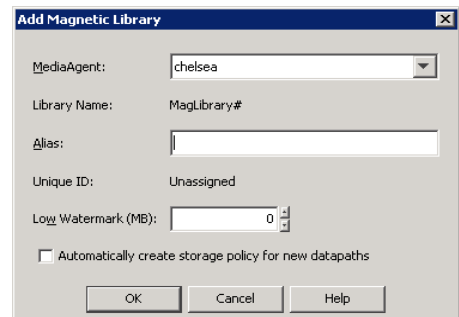 Add Magnetic Library
MediaAgent: chelsea
Library Name: MagLibrary#
Alias:
Unique ID: Unassigned
Low Watermark (MB): 0
Automatically create storage policy for new datapaths
OK Cancel Help